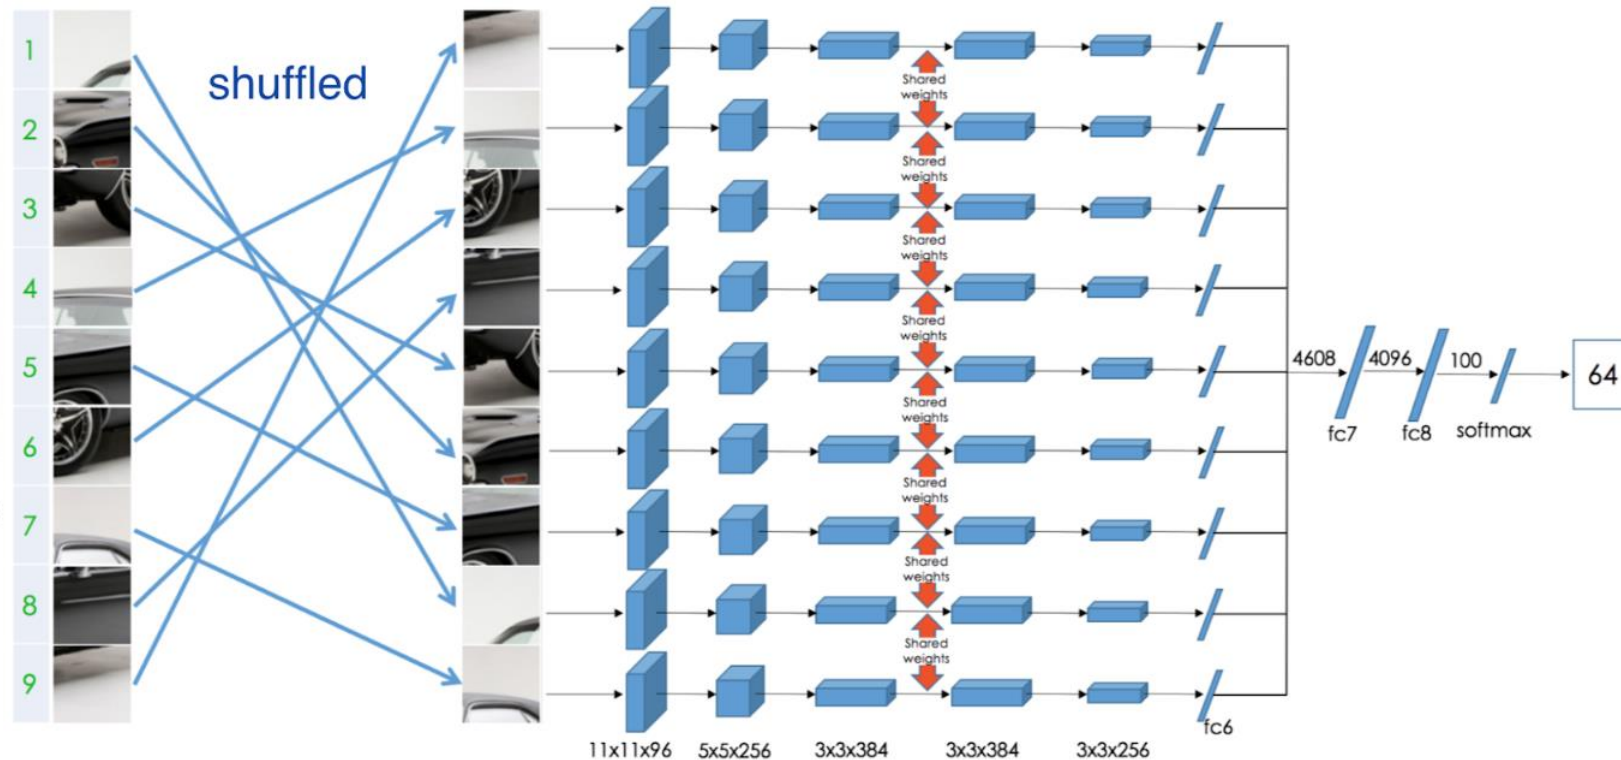 1
2
3
4
5
6
7
8
9
shuffled
Shared
weights
Shared
weights
Shared
weights
Shared
weights
Shared
weights
Shared
weights
Shared
weights
Shared
weights
11x11x96 5x5x256 3x3x384 3x3x384 3x3x256
fc6
4608 4096 100
fc7 fc8 softmax
64